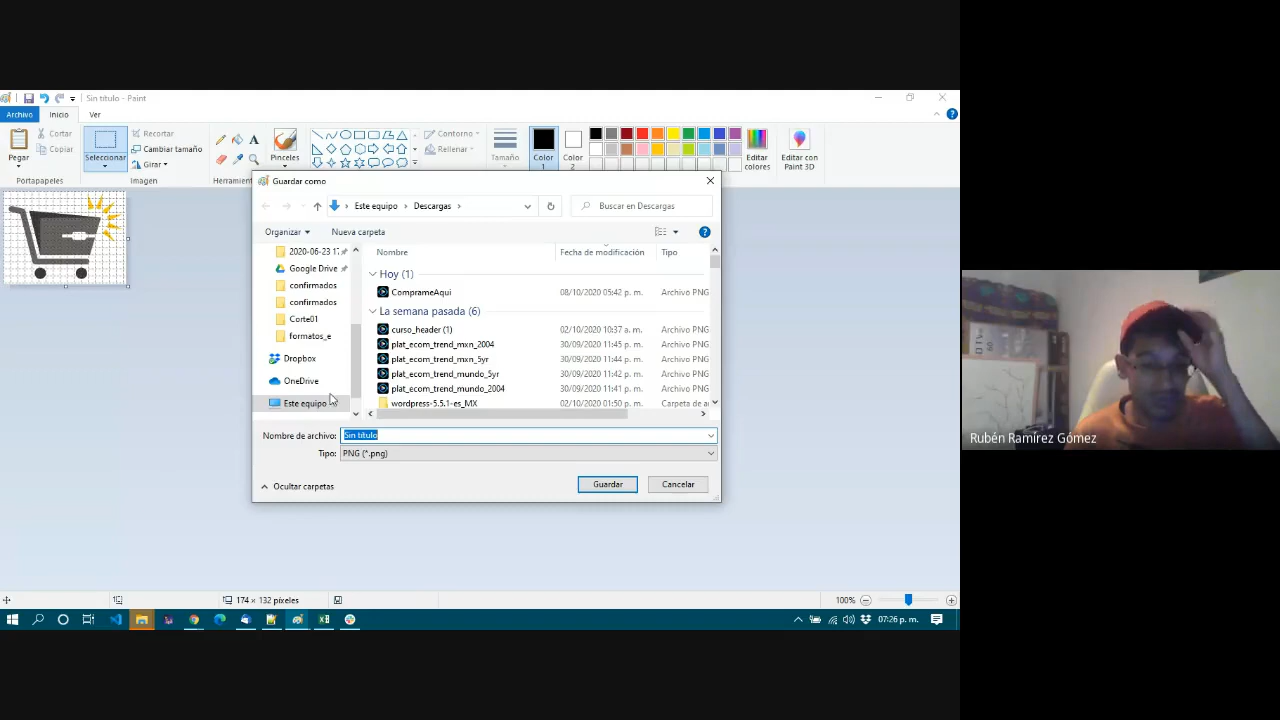 Sin título - Paint
Archivo Inicio Ver
Pegar
Cortar
Copiar
Portapapeles
Seleccionar
Recortar
Cambiar tamaño
Girar
Imagen
Herramient
Pinceles
Contorno
Rellenar
Tamaño
Color 1
Color 2
Editar colores
Editar con Paint 3D
Guardar como
Este equipo > Descargas >
Buscar en Descargas
Organizar Nueva carpeta
2020-06-23 1
Google Drive
confirmados
confirmados
Corte01
formatos_e
Dropbox
OneDrive
Este equipo
Nombre Fecha de modificación Tipo
Hoy (1)
ComprameAqui 08/10/2020 05:42 p. m. Archivo PNG
La semana pasada (6)
curso_header (1) 02/10/2020 10:37 a. m. Archivo PNG
plat_ecom_trend_mxn_2004 30/09/2020 11:45 p. m. Archivo PNG
plat_ecom_trend_mxn_5yr 30/09/2020 11:44 p. m. Archivo PNG
plat_ecom_trend_mundo_5yr 30/09/2020 11:42 p. m. Archivo PNG
plat_ecom_trend_mundo_2004 30/09/2020 11:41 p. m. Archivo PNG
wordpress-5.5.1-es_MX 02/10/2020 01:50 p. m. Carpeta de a
Nombre de archivo: Sin título
Tipo: PNG (*.png)
Ocultar carpetas
Guardar Cancelar
174 × 132 píxeles
100%
07:26 p. m.
Rubén Ramírez Gómez